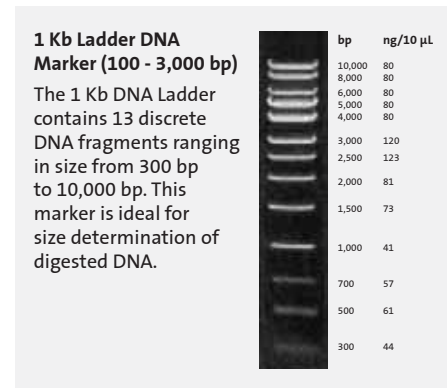 1 Kb Ladder DNA
Marker (100 - 3,000 bp)
The 1 Kb DNA Ladder
contains 13 discrete
DNA fragments ranging
in size from 300 bp
to 10,000 bp. This
marker is ideal for
size determination of
digested DNA.
bp ng/10 µL
10,000 80
8,000 80
6,000 80
5,000 80
4,000 80
3,000 120
2,500 123
2,000 81
1,500 73
1,000 41
700 57
500 61
300 44